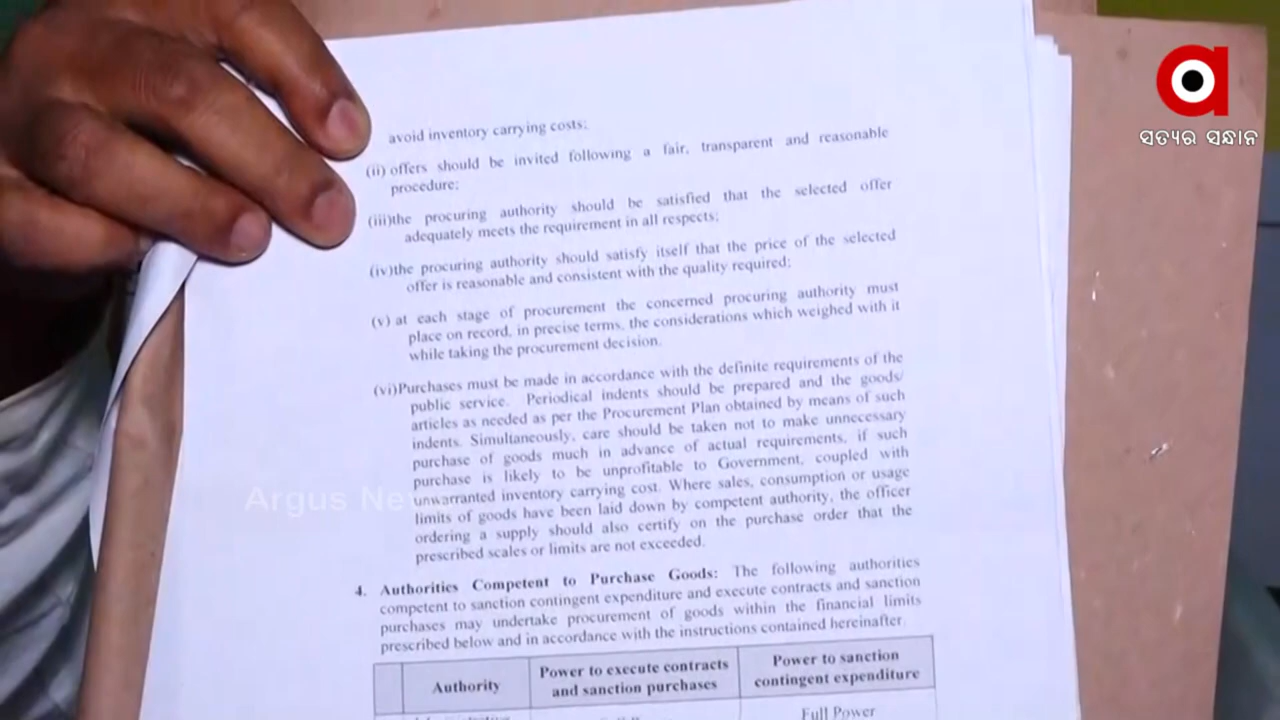 ସତ୍ୟର ସନ୍ଧାନ
avoid inventory carrying costs;
(ii) offers should be invited following a fair, transparent and reasonable
procedure;
(iii)the procuring authority should be satisfied that the selected offer
adequately meets the requirement in all respects;
(iv)the procuring authority should satisfy itself that the price of the selected
offer is reasonable and consistent with the quality required;
(v) at each stage of procurement the concerned procuring authority must
place on record, in precise terms, the considerations which weighed with it
while taking the procurement decision.
(vi)Purchases must be made in accordance with the definite requirements of the
public service. Periodical indents should be prepared and the goods/
articles as needed as per the Procurement Plan obtained by means of such
indents. Simultaneously, care should be taken not to make unnecessary
purchase of goods much in advance of actual requirements, if such
purchase is likely to be unprofitable to Government, coupled with
unwarranted inventory carrying cost. Where sales, consumption or usage
limits of goods have been laid down by competent authority, the officer
ordering a supply should also certify on the purchase order that the
prescribed scales or limits are not exceeded.
Argus
4. Authorities Competent to Purchase Goods: The following authorities
competent to sanction contingent expenditure and execute contracts and sanction
purchases may undertake procurement of goods within the financial limits
prescribed below and in accordance with the instructions contained hereinafter
Authority
Power to execute contracts
and sanction purchases
Power to sanction
contingent expenditure
Full Power